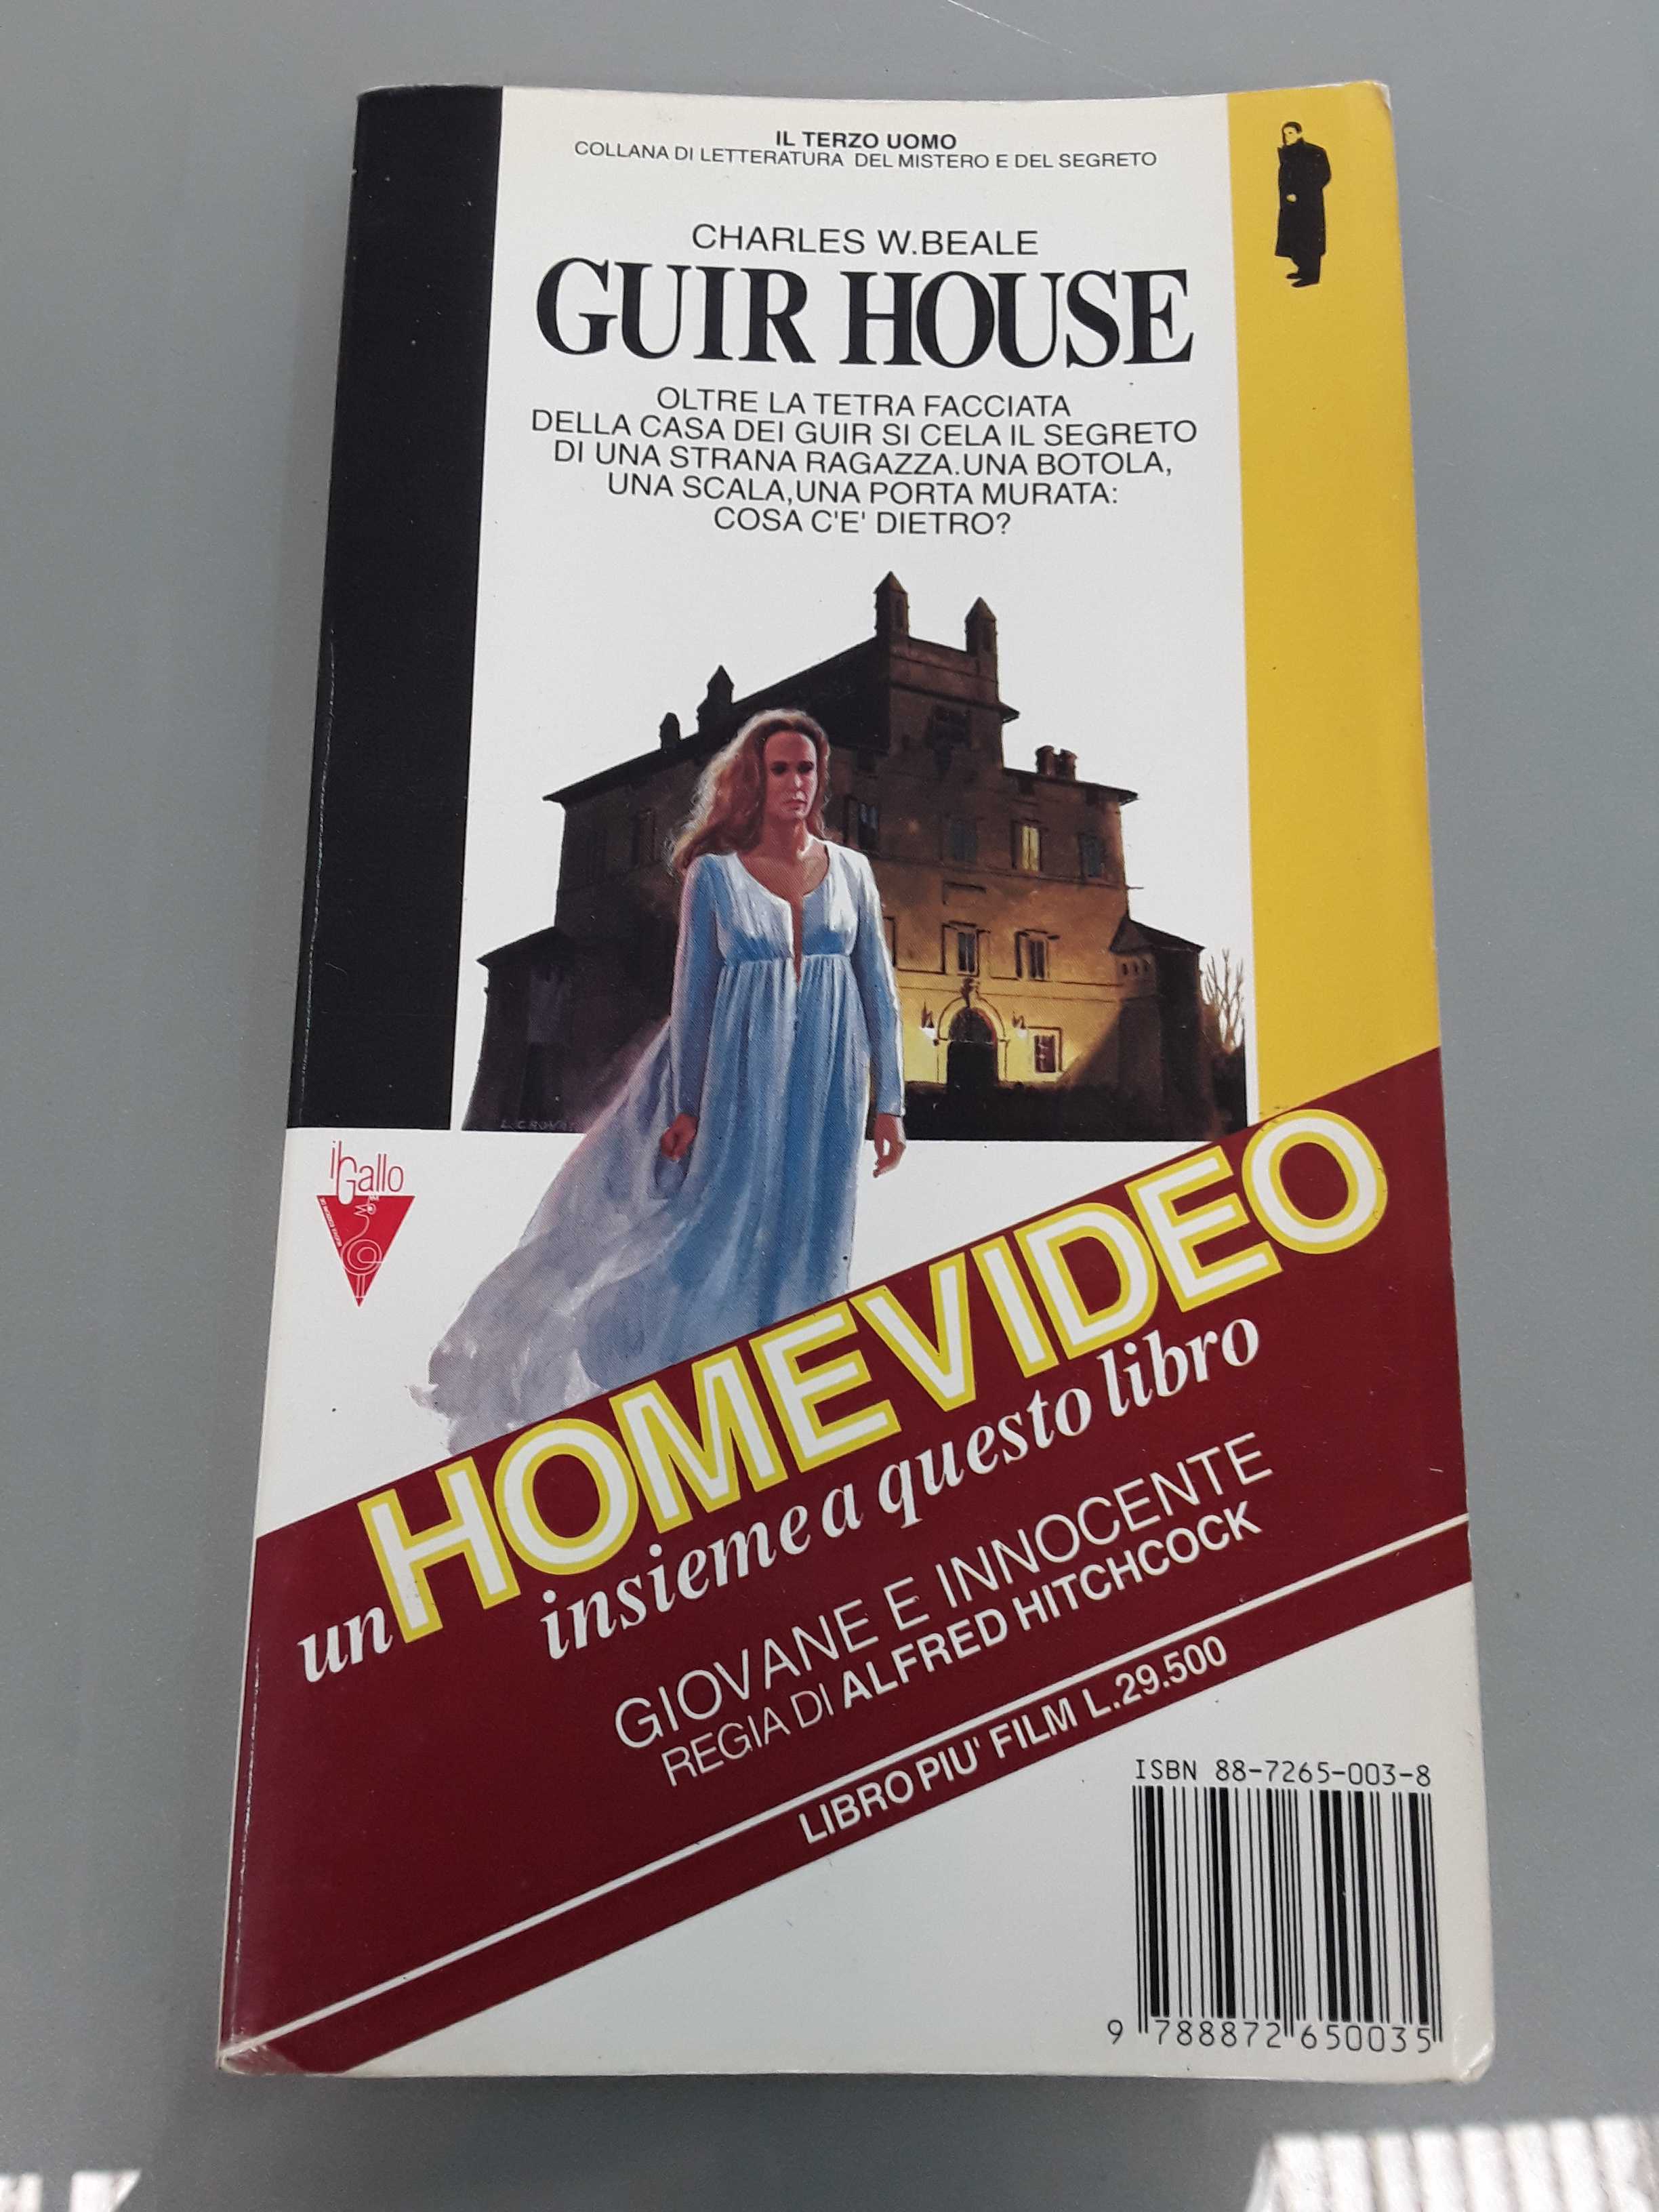 IL TERZO UOMO
COLLANA DI LETTERATURA DEL MISTERO E DEL SEGRETO
CHARLES W.BEALE
GUIR HOUSE
OLTRE LA TETRA FACCIATA
DELLA CASA DEI GUIR SI CELA IL SEGRETO
DI UNA STRANA RAGAZZA.UNA BOTOLA,
UNA SCALA,UNA PORTA MURATA:
COSA C'E' DIETRO?
il Gallo
un HOMEVIDEO
insieme a questo libro
GIOVANE E INNOCENTE
REGIA DI ALFRED HITCHCOCK
LIBRO PIU' FILM L.29.500
ISBN 88-7265-003-8
9 788872 650035